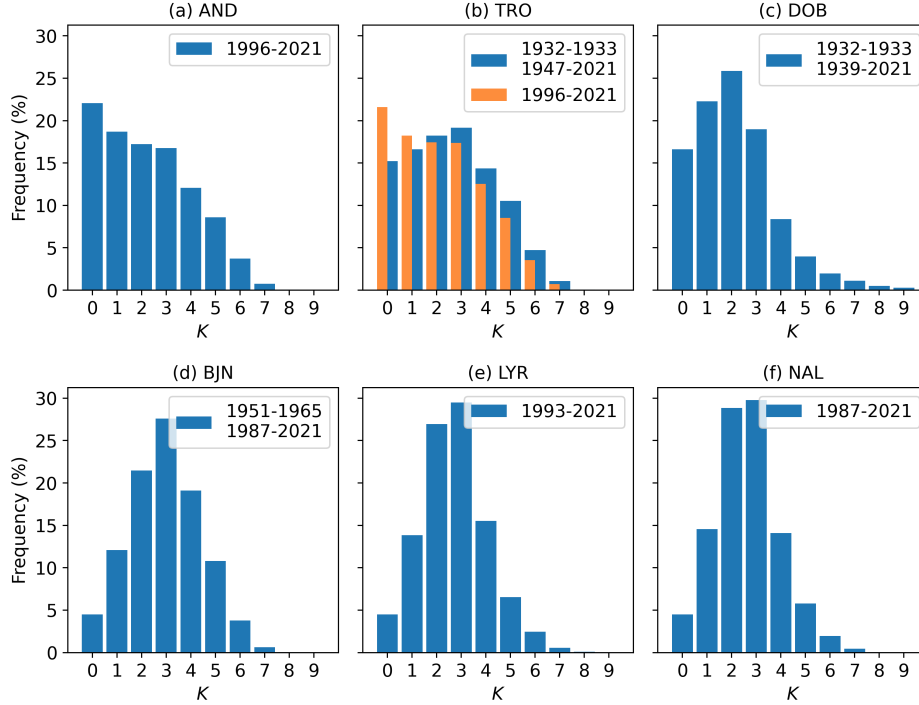 (a) AND
(b) TRO
(c) DOB
30
25
20
15
10
5
0
Frequency (%)
1996-2021
1932-1933
1947-2021
1996-2021
1932-1933
1939-2021
0 1 2 3 4 5 6 7 8 9
0 1 2 3 4 5 6 7 8 9
0 1 2 3 4 5 6 7 8 9
K
K
K
(d) BJN
(e) LYR
(f) NAL
30
25
20
15
10
5
0
Frequency (%)
1951-1965
1987-2021
1993-2021
1987-2021
0 1 2 3 4 5 6 7 8 9
0 1 2 3 4 5 6 7 8 9
0 1 2 3 4 5 6 7 8 9
K
K
K